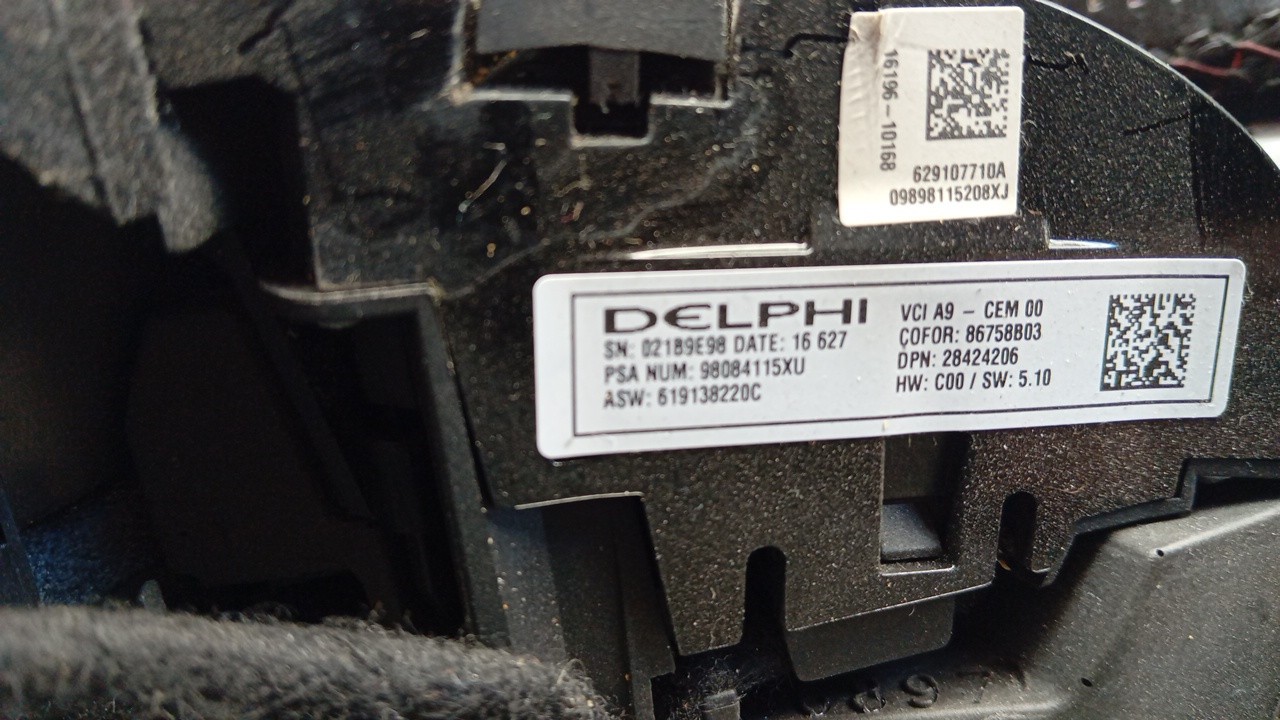 16196-10168
629107710A
09898115208XJ
DELPHI
SN: 021B9E98 DATE: 16 627
PSA NUM: 98084115XU
ASW: 619138220C
VCI A9 - CEM 00
COFOR: 86758B03
DPN: 28424206
HW: C00 / SW: 5.10